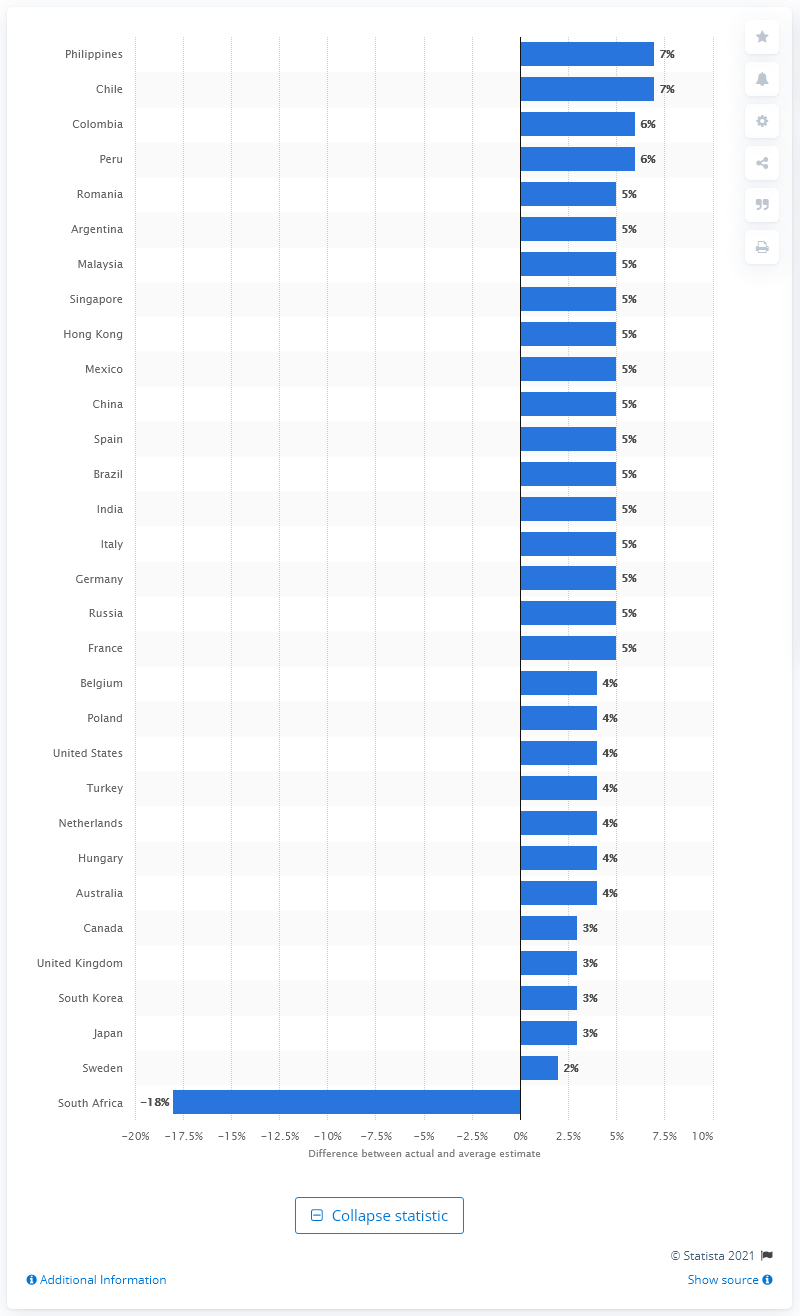 Philippines 7%
Chile 7%
Colombia 6%
Peru 6%
Romania 5%
Argentina 5%
Malaysia 5%
Singapore 5%
Hong Kong 5%
Mexico 5%
China 5%
Spain 5%
Brazil 5%
India 5%
Italy 5%
Germany 5%
Russia 5%
France 5%
Belgium 4%
Poland 4%
United States 4%
Turkey 4%
Netherlands 4%
Hungary 4%
Australia 4%
Canada 3%
United Kingdom 3%
South Korea 3%
Japan 3%
Sweden 2%
South Africa −18%
−20% −17.5% −15% −12.5% −10% −7.5% −5% −2.5% 0% 2.5% 5% 7.5% 10%
Difference between actual and average estimate
Collapse statistic
© Statista 2021
Additional Information Show source